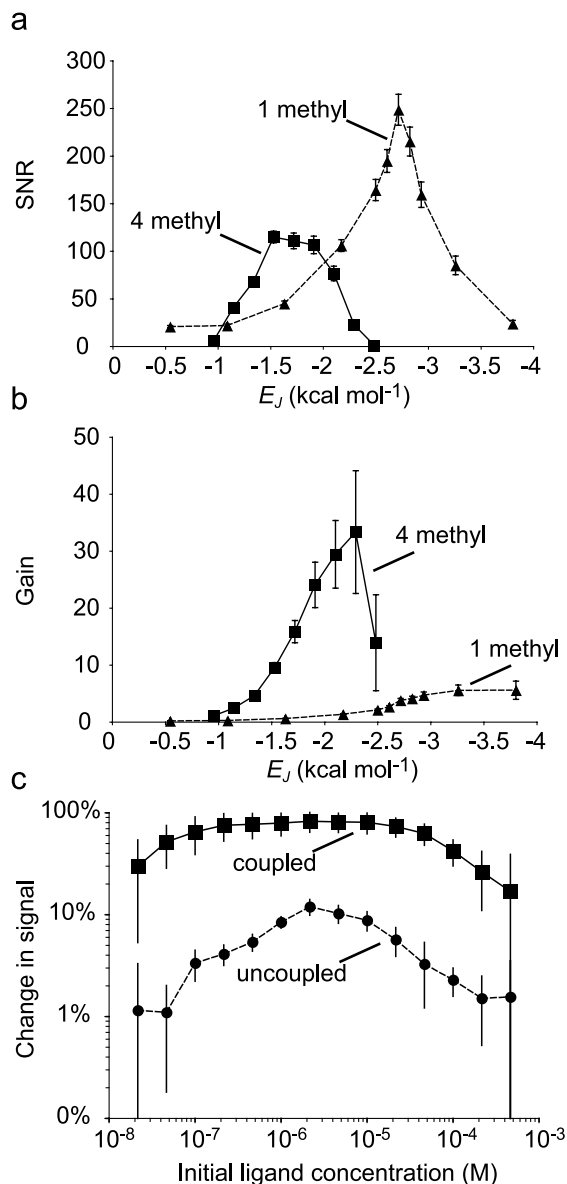 a
300
250
200
150
100
50
0
SNR
1 methyl
4 methyl
0 -0.5 -1 -1.5 -2 -2.5 -3 -3.5 -4
E_J (kcal mol⁻¹)
b
50
40
30
20
10
0
Gain
4 methyl
1 methyl
0 -0.5 -1 -1.5 -2 -2.5 -3 -3.5 -4
E_J (kcal mol⁻¹)
c
100%
10%
1%
0%
Change in signal
coupled
uncoupled
10⁻⁸ 10⁻⁷ 10⁻⁶ 10⁻⁵ 10⁻⁴ 10⁻³
Initial ligand concentration (M)